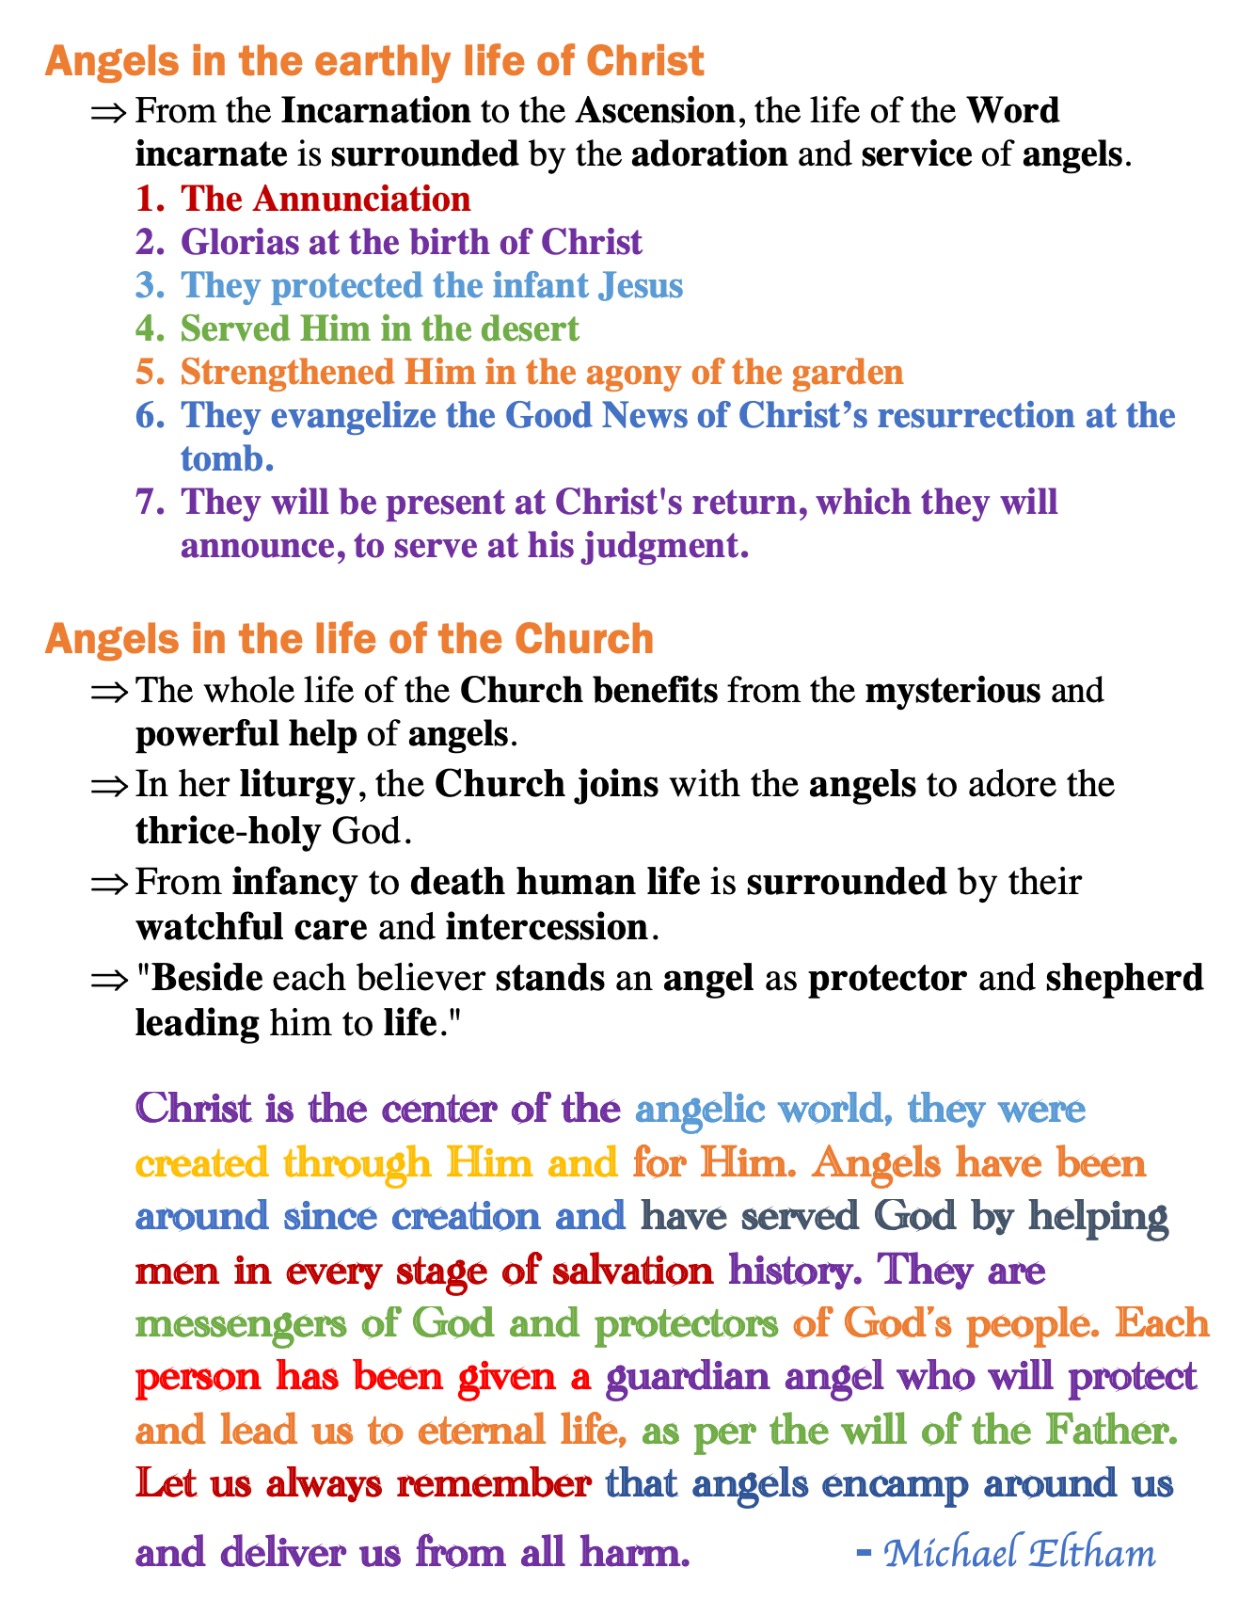 Angels in the earthly life of Christ
⇒ From the Incarnation to the Ascension, the life of the Word
incarnate is surrounded by the adoration and service of angels.
1. The Annunciation
2. Glorias at the birth of Christ
3. They protected the infant Jesus
4. Served Him in the desert
5. Strengthened Him in the agony of the garden
6. They evangelize the Good News of Christ’s resurrection at the
tomb.
7. They will be present at Christ's return, which they will
announce, to serve at his judgment.
Angels in the life of the Church
⇒ The whole life of the Church benefits from the mysterious and
powerful help of angels.
⇒ In her liturgy, the Church joins with the angels to adore the
thrice-holy God.
⇒ From infancy to death human life is surrounded by their
watchful care and intercession.
⇒ "Beside each believer stands an angel as protector and shepherd
leading him to life."
Christ is the center of the angelic world, they were
created through Him and for Him. Angels have been
around since creation and have served God by helping
men in every stage of salvation history. They are
messengers of God and protectors of God’s people. Each
person has been given a guardian angel who will protect
and lead us to eternal life, as per the will of the Father.
Let us always remember that angels encamp around us
and deliver us from all harm. - Michael Eltham